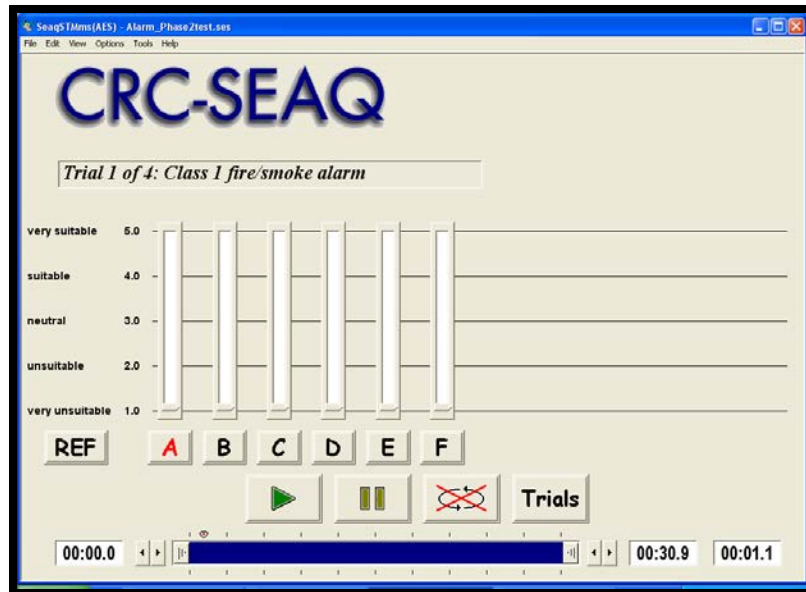 SeaqSTMms(AES) - Alarm_Phase2test.ses
File Edit View Options Tools Help
CRC-SEAQ
Trial 1 of 4: Class 1 fire/smoke alarm
very suitable 5.0
suitable 4.0
neutral 3.0
unsuitable 2.0
very unsuitable 1.0
REF A B C D E F
Trials
00:00.0 00:30.9 00:01.1